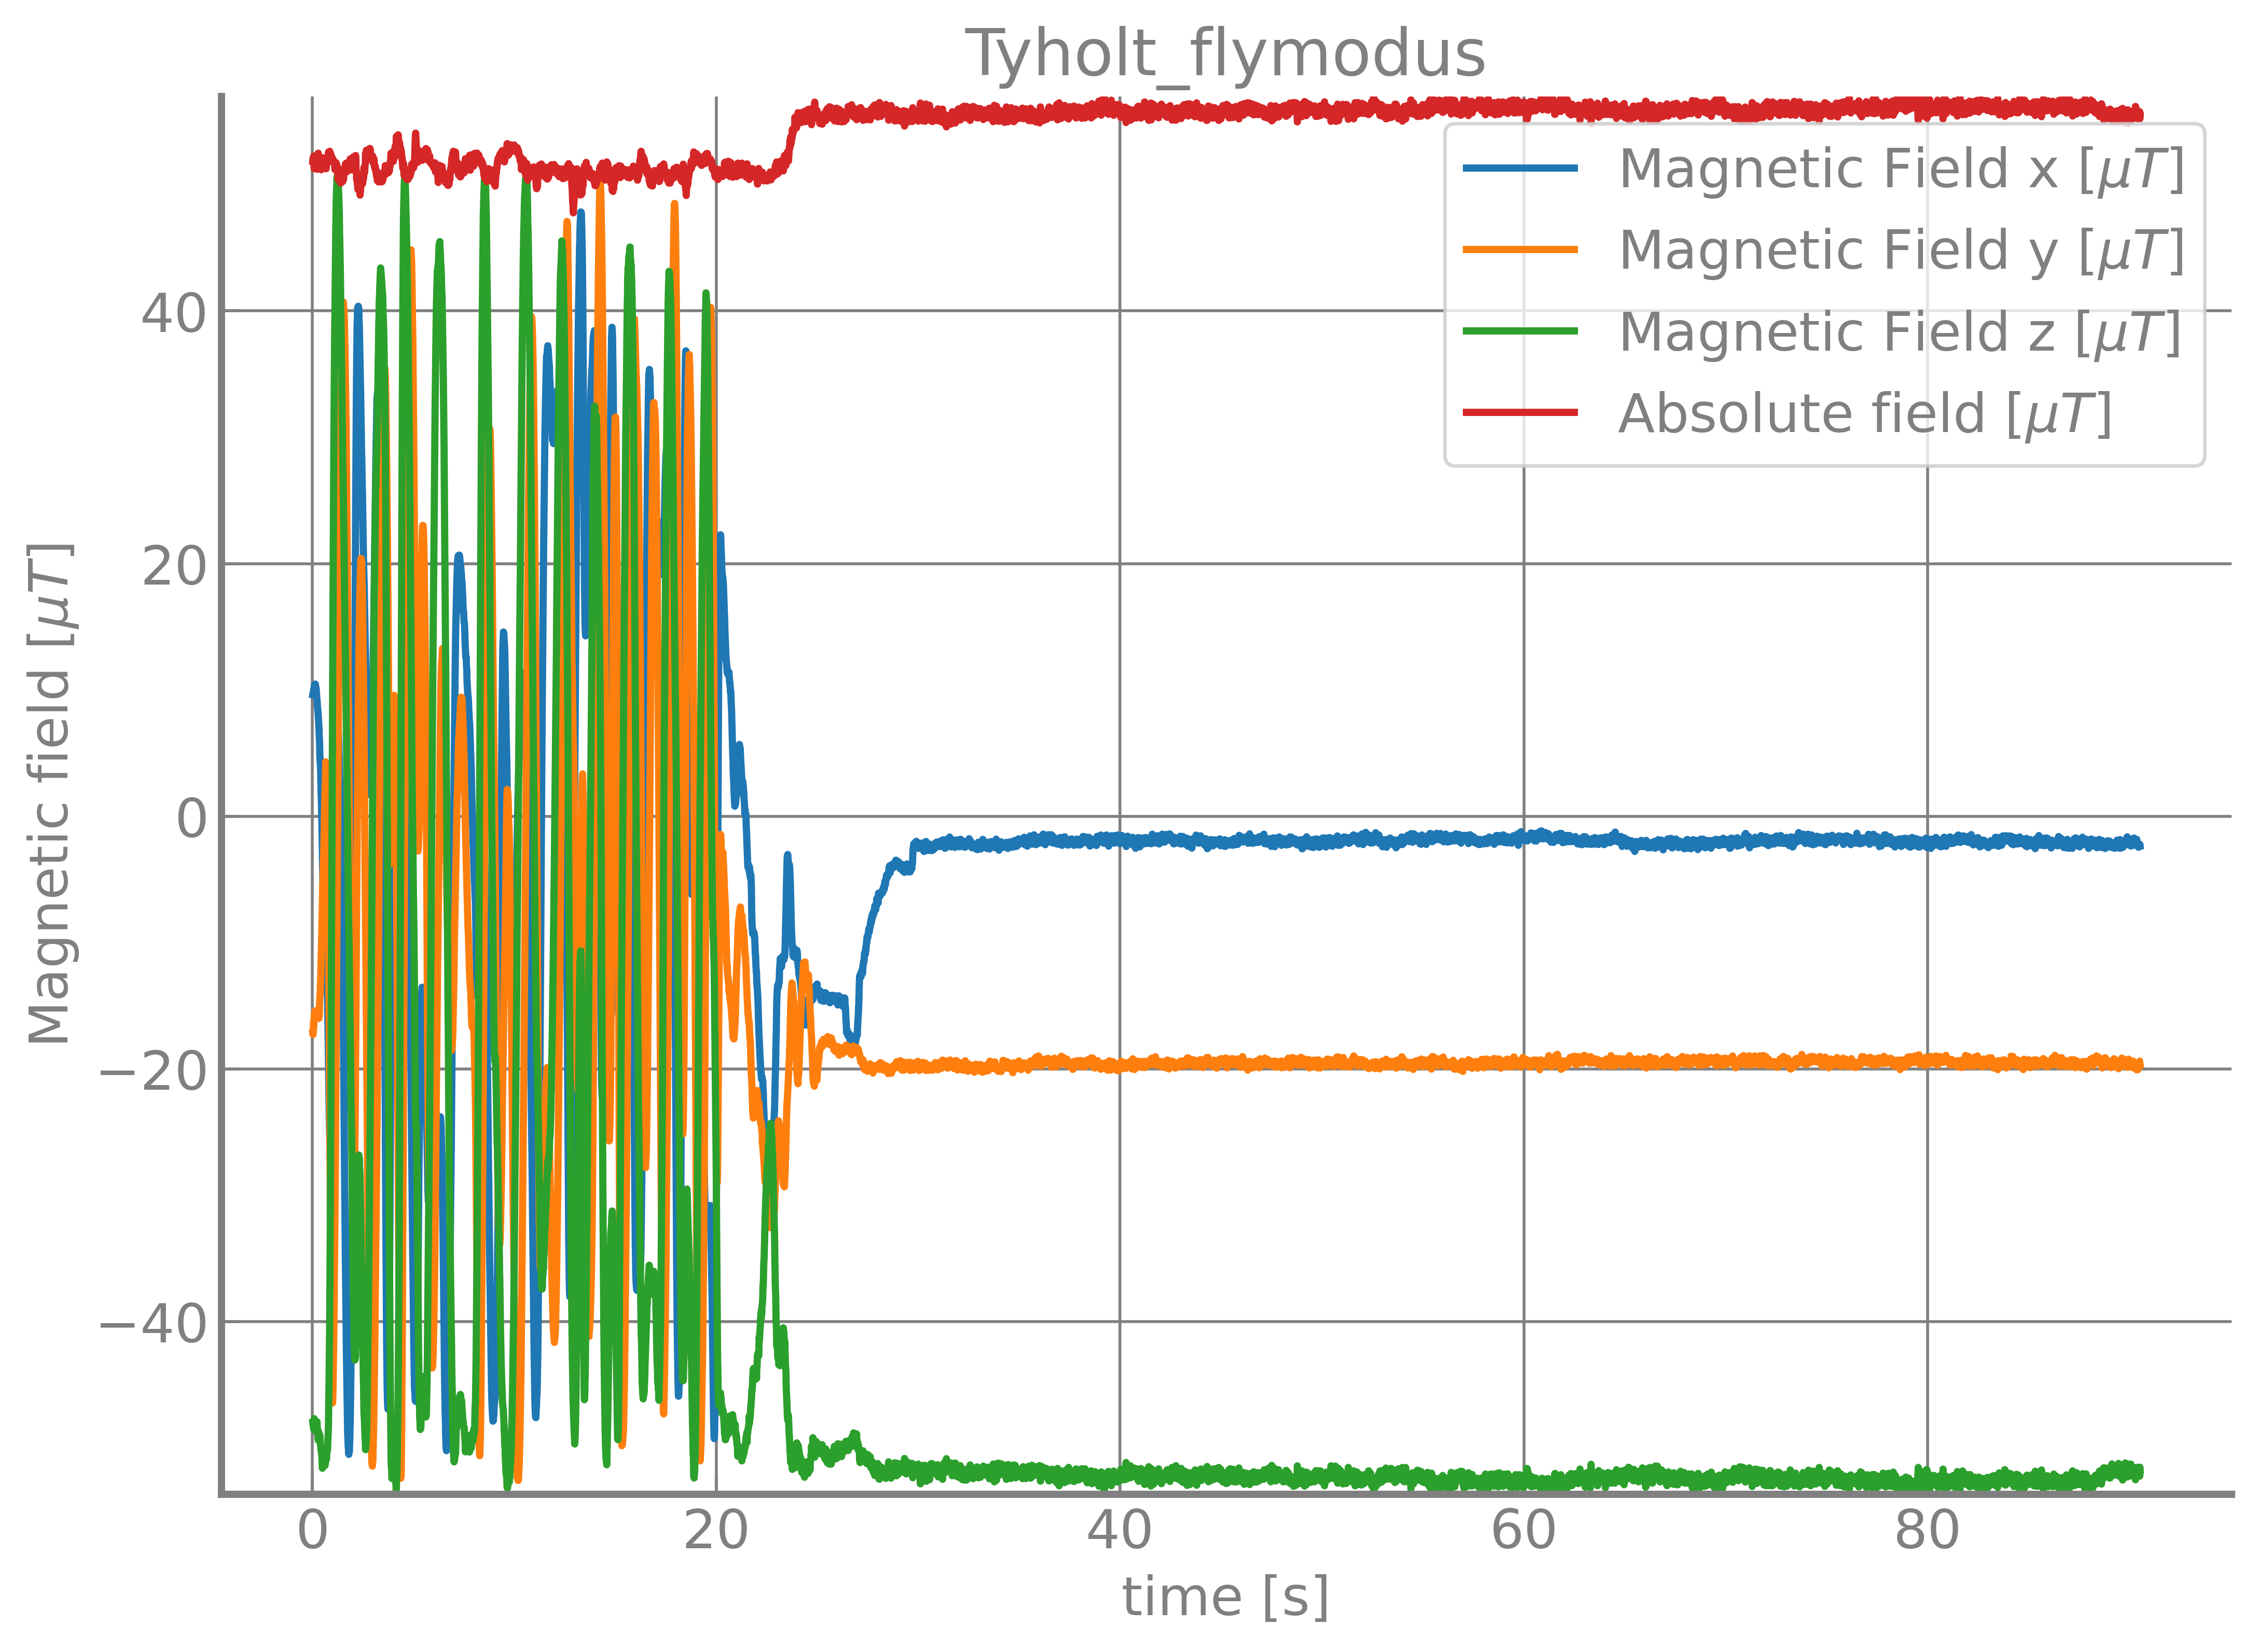 Tyholt_flymodus
Magnetic Field x [μT]
Magnetic Field y [μT]
Magnetic Field z [μT]
Absolute field [μT]
Magnetic field [μT]
40
20
0
−20
−40
0 20 40 60 80
time [s]